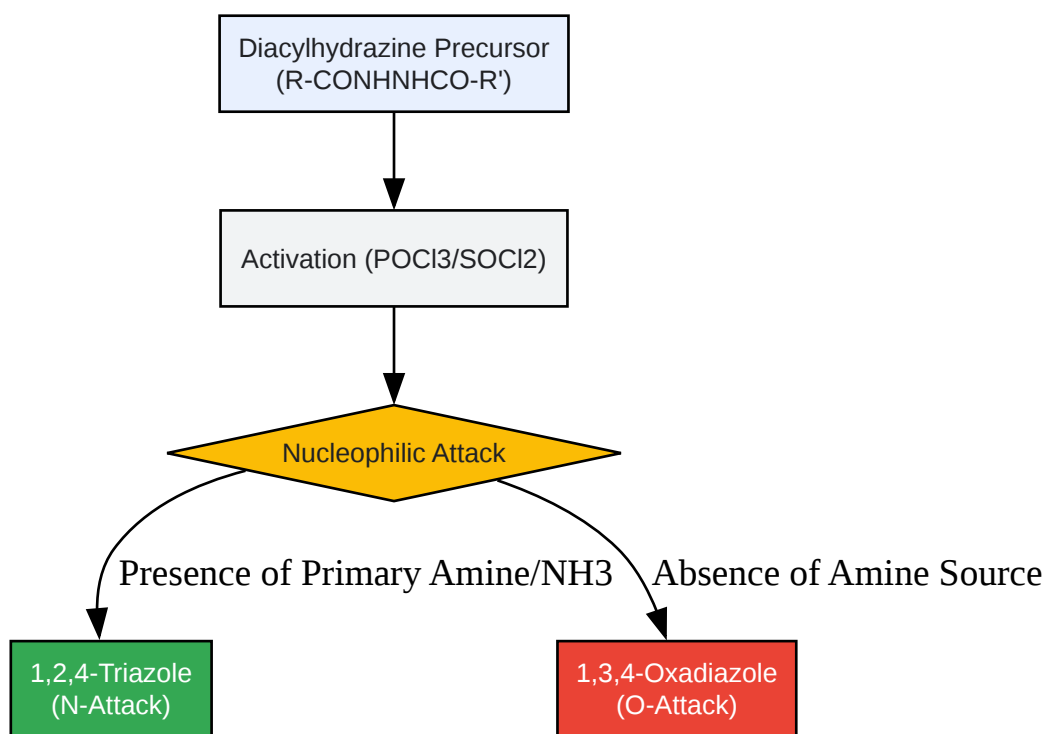 Diacylhydrazine Precursor
(R-CONHNHCO-R')
Activation (POCl3/SOCl2)
Nucleophilic Attack
Presence of Primary Amine/NH3
Absence of Amine Source
1,2,4-Triazole
(N-Attack)
1,3,4-Oxadiazole
(O-Attack)